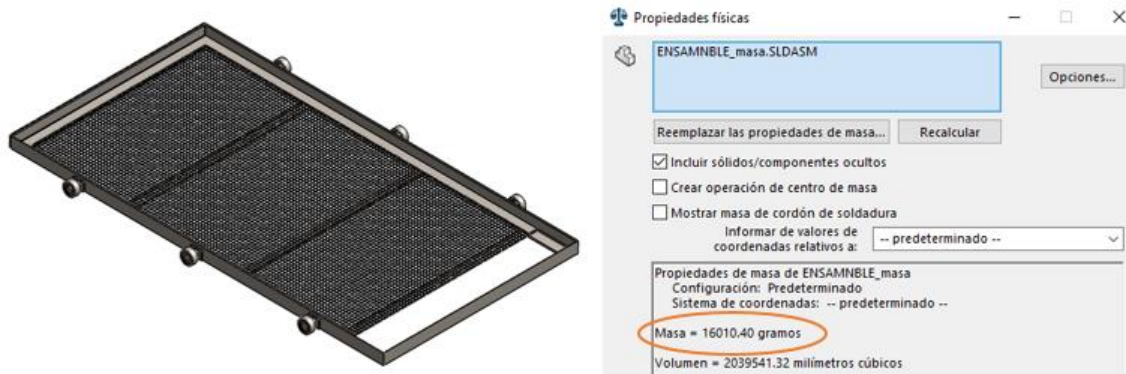 Propiedades físicas
ENSAMNBLE_masa.SLDASM
Opciones...
Reemplazar las propiedades de masa...
Recalcular
Incluir sólidos/componentes ocultos
Crear operación de centro de masa
Mostrar masa de cordón de soldadura
Informar de valores de
coordenadas relativos a:
-- predeterminado --
Propiedades de masa de ENSAMNBLE_masa
Configuración: Predeterminado
Sistema de coordenadas: -- predeterminado --
Masa = 16010.40 gramos
Volumen = 2039541.32 milímetros cúbicos